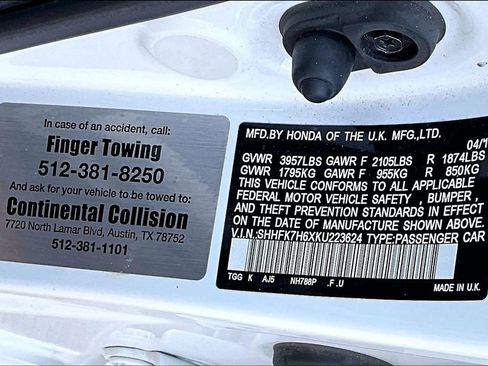 In case of an accident, call:
Finger Towing
512-381-8250
And ask for your vehicle to be towed to:
Continental Collision
7720 North Lamar Blvd, Austin, TX 78752
512-381-1101
MFD.BY HONDA OF THE U.K. MFG.,LTD. 04/1
GVWR 3957LBS GAWR F 2105LBS R 1874LBS
GVWR 1795KG GAWR F 955KG R 850KG
THIS VEHICLE CONFORMS TO ALL APPLICABLE
FEDERAL MOTOR VEHICLE SAFETY , BUMPER ,
AND THEFT PREVENTION STANDARDS IN EFFECT
ON THE DATE OF MANUFACTURE SHOWN ABOVE.
V.I.N.:SHHFK7H6XKU223624 TYPE:PASSENGER CAR
TGG K AJ5 NH788P .F.U
MADE IN U.K.